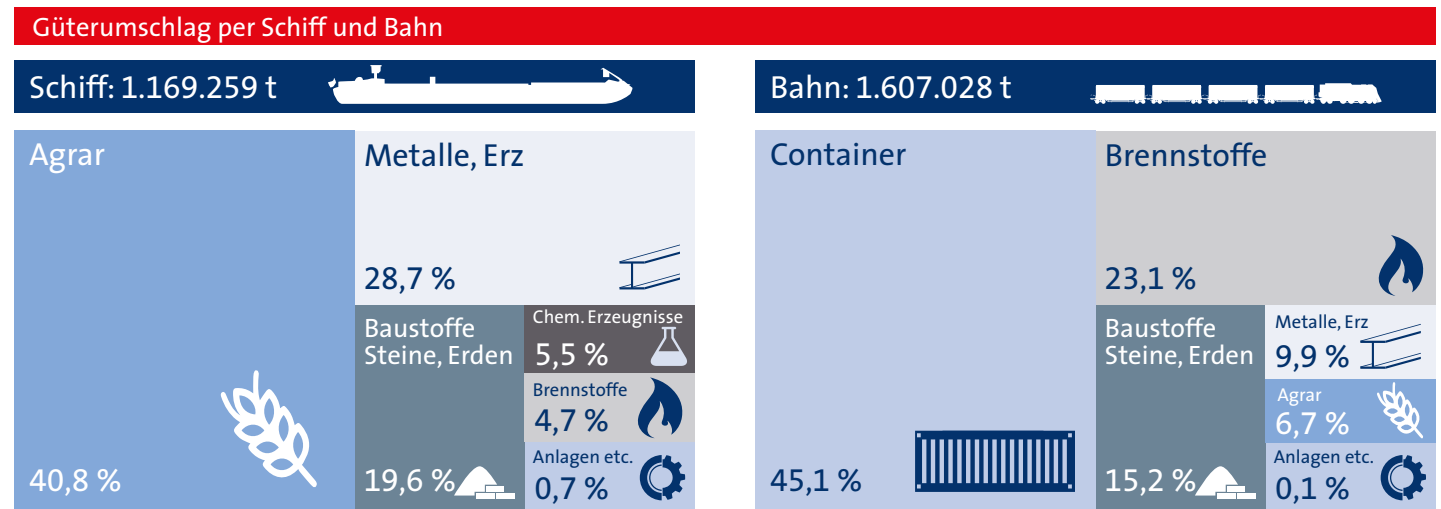 Güterumschlag per Schiff und Bahn
Schiff: 1.169.259 t
Agrar
40,8 %
Metalle, Erz
28,7 %
Baustoffe
Steine, Erden
19,6 %
Chem. Erzeugnisse
5,5 %
Brennstoffe
4,7 %
Anlagen etc.
0,7 %
Bahn: 1.607.028 t
Container
45,1 %
Brennstoffe
23,1 %
Baustoffe
Steine, Erden
15,2 %
Metalle, Erz
9,9 %
Agrar
6,7 %
Anlagen etc.
0,1 %